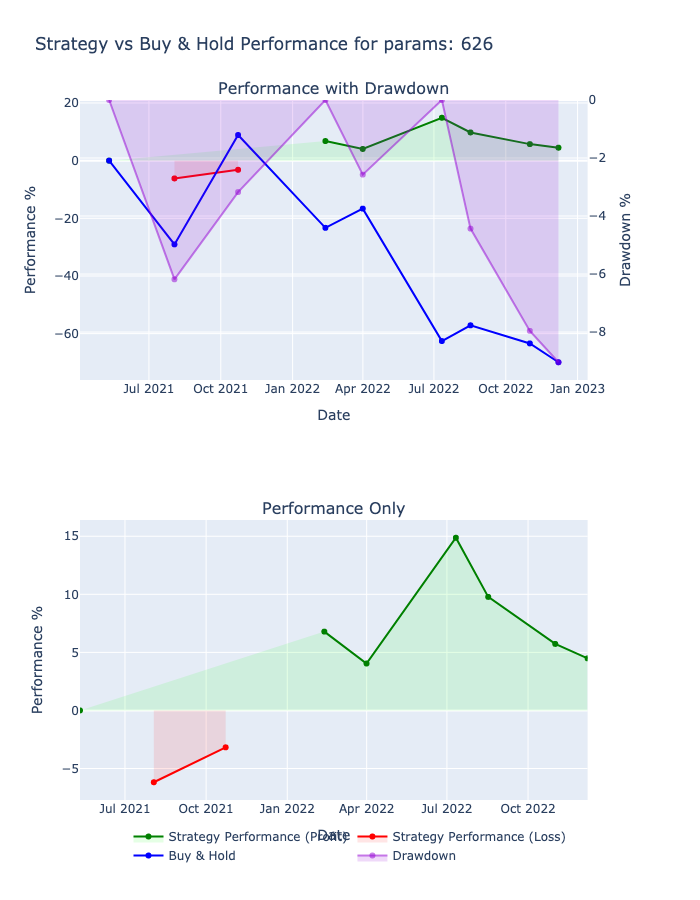 Strategy vs Buy & Hold Performance for params: 626
Performance with Drawdown
20
0
−20
−40
−60
Performance %
0
−2
−4
−6
−8
Drawdown %
Jul 2021
Oct 2021
Jan 2022
Apr 2022
Jul 2022
Oct 2022
Jan 2023
Date
Performance Only
15
10
5
0
−5
Performance %
Jul 2021
Oct 2021
Jan 2022
Apr 2022
Jul 2022
Oct 2022
Date
Strategy Performance (Profit)
Strategy Performance (Loss)
Buy & Hold
Drawdown